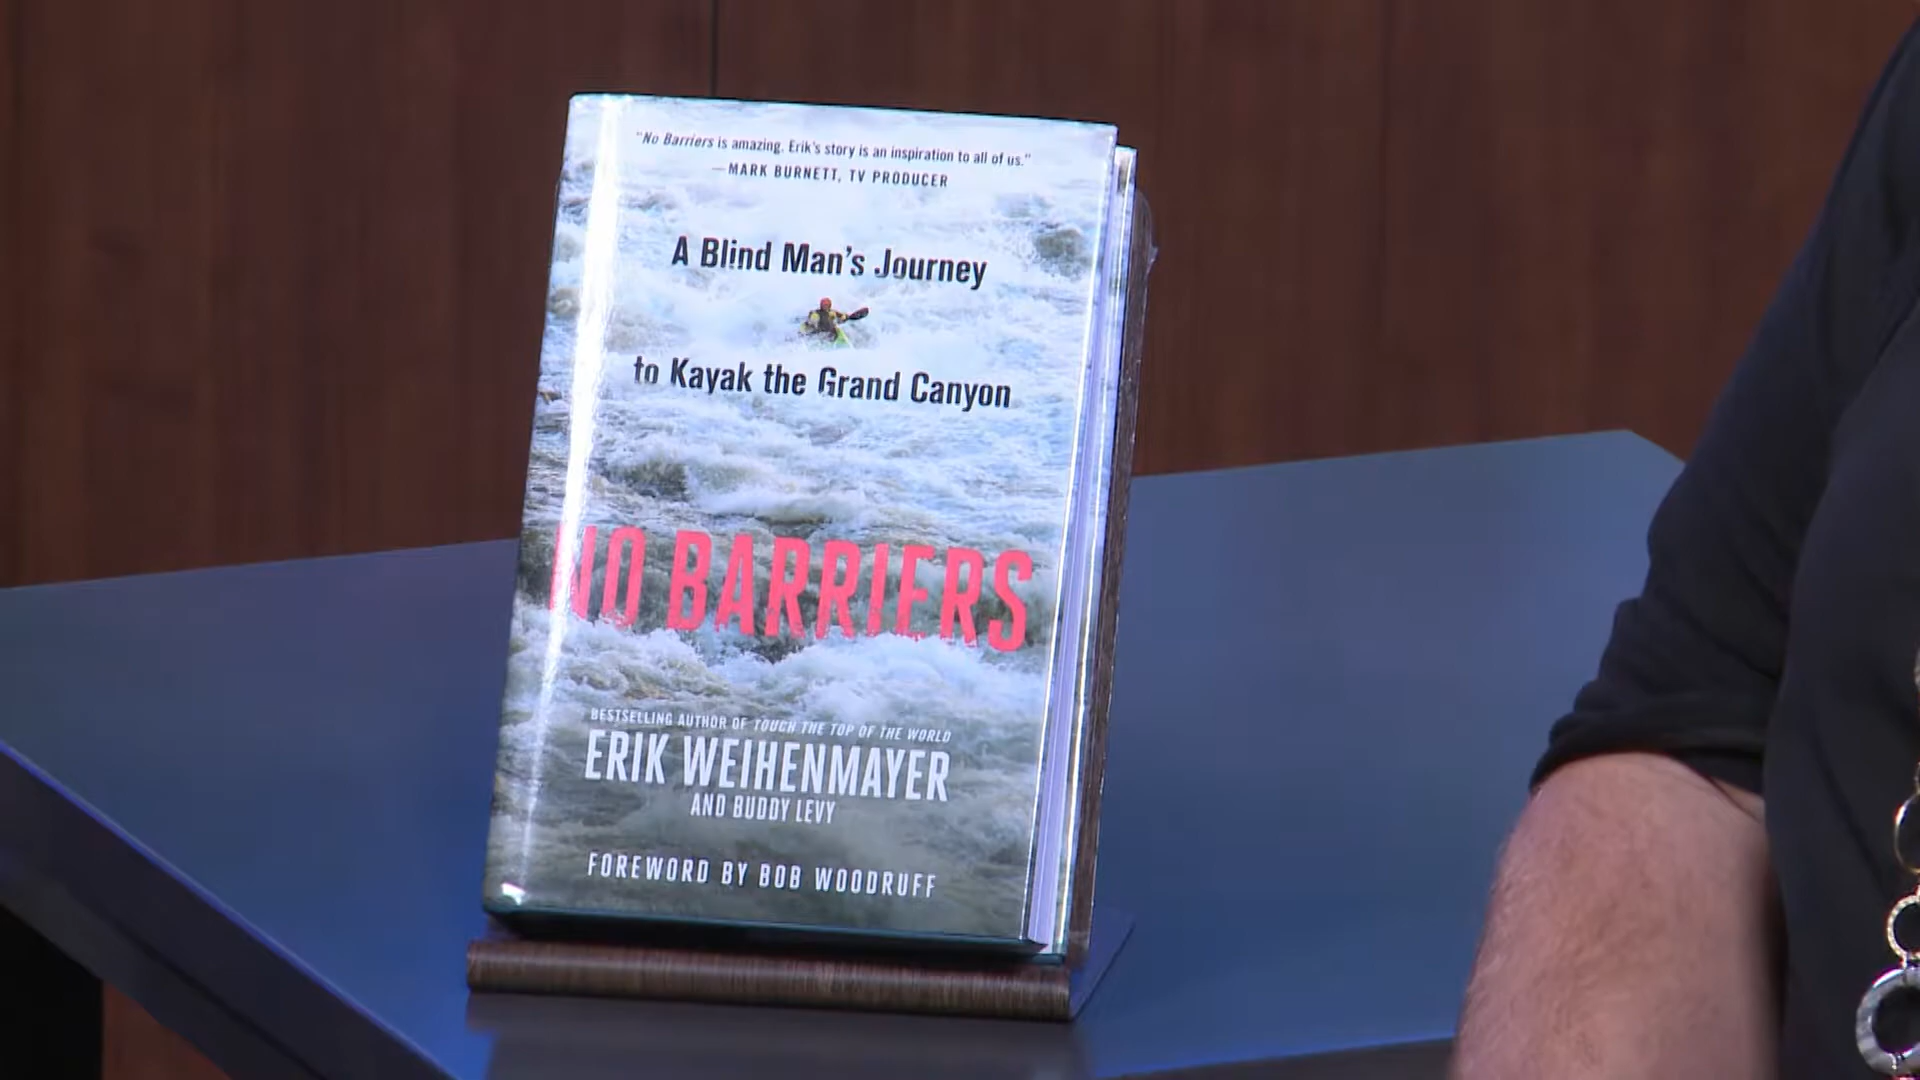 "No Barriers is amazing. Erik's story is an inspiration to all of us."
—MARK BURNETT, TV PRODUCER
A Blind Man's Journey
to Kayak the Grand Canyon
NO BARRIERS
BESTSELLING AUTHOR OF TOUCH THE TOP OF THE WORLD
ERIK WEIHENMAYER
AND BUDDY LEVY
FOREWORD BY BOB WOODRUFF